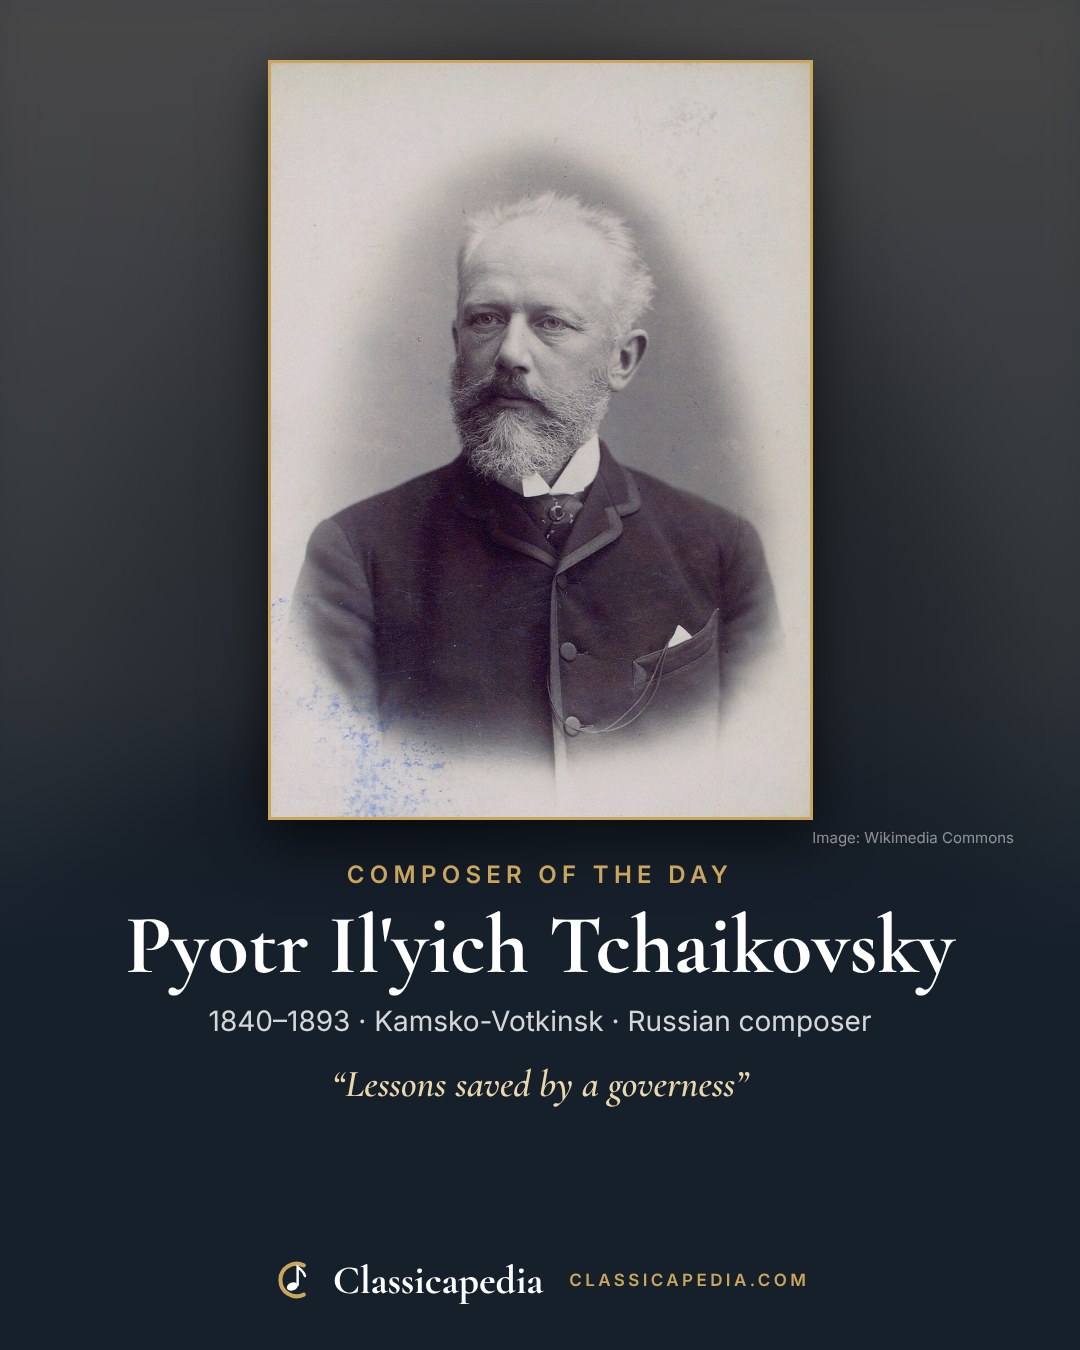 Image: Wikimedia Commons
COMPOSER OF THE DAY
Pyotr Il'yich Tchaikovsky
1840–1893 · Kamsko-Votkinsk · Russian composer
“Lessons saved by a governess”
Classicapedia CLASSICAPEDIA.COM